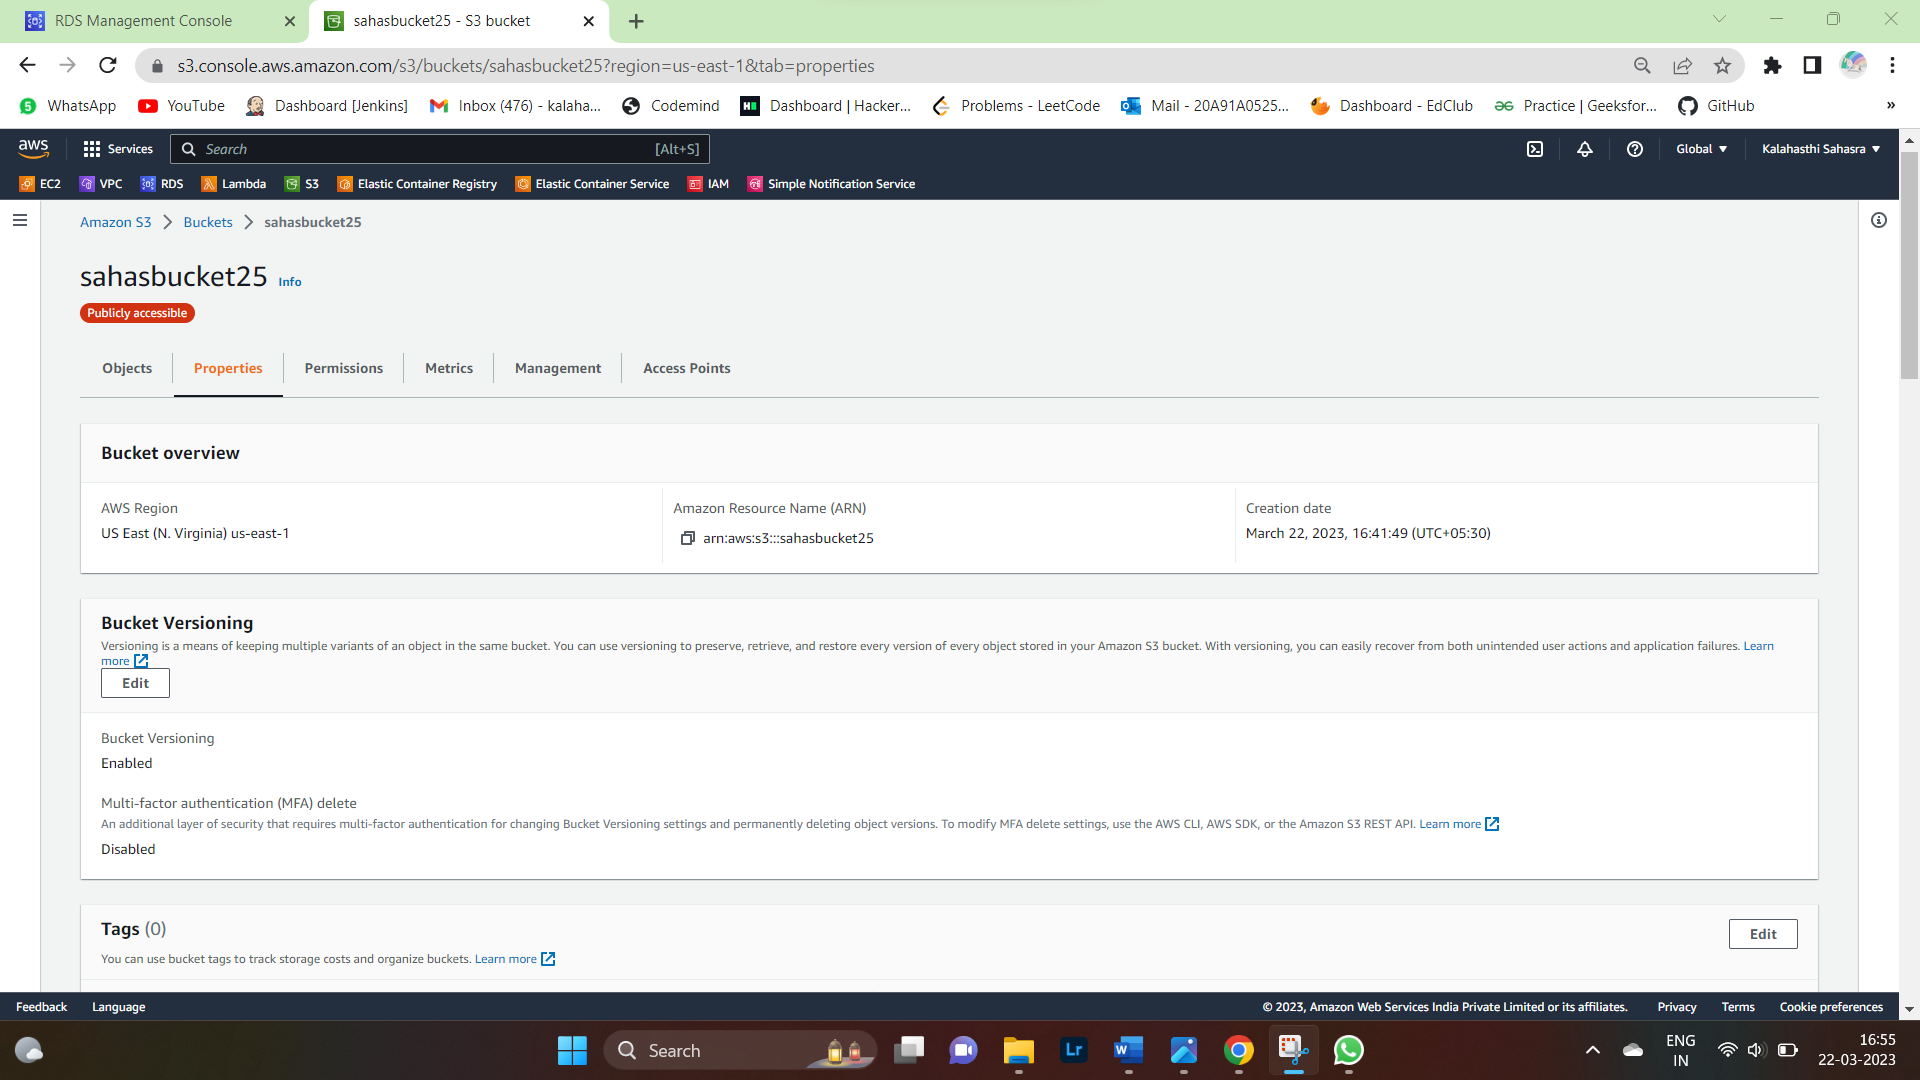 RDS Management Console
sahasbucket25 - S3 bucket
s3.console.aws.amazon.com/s3/buckets/sahasbucket25?region=us-east-1&tab=properties
WhatsApp YouTube Dashboard [Jenkins] Inbox (476) - kalaha... Codemind Dashboard | Hacker... Problems - LeetCode Mail - 20A91A0525... Dashboard - EdClub Practice | Geeksfor... GitHub »
aws Services Search [Alt+S] Global Kalahasthi Sahasra
EC2 VPC RDS Lambda S3 Elastic Container Registry Elastic Container Service IAM Simple Notification Service
Amazon S3 Buckets sahasbucket25
sahasbucket25 Info
Publicly accessible
Objects Properties Permissions Metrics Management Access Points
Bucket overview
AWS Region
US East (N. Virginia) us-east-1
Amazon Resource Name (ARN)
arn:aws:s3:::sahasbucket25
Creation date
March 22, 2023, 16:41:49 (UTC+05:30)
Bucket Versioning
Versioning is a means of keeping multiple variants of an object in the same bucket. You can use versioning to preserve, retrieve, and restore every version of every object stored in your Amazon S3 bucket. With versioning, you can easily recover from both unintended user actions and application failures. Learn
more
Edit
Bucket Versioning
Enabled
Multi-factor authentication (MFA) delete
An additional layer of security that requires multi-factor authentication for changing Bucket Versioning settings and permanently deleting object versions. To modify MFA delete settings, use the AWS CLI, AWS SDK, or the Amazon S3 REST API. Learn more
Disabled
Tags (0)
Edit
You can use bucket tags to track storage costs and organize buckets. Learn more
Feedback Language © 2023, Amazon Web Services India Private Limited or its affiliates. Privacy Terms Cookie preferences
Search
Lr
W
ENG
IN
16:55
22-03-2023